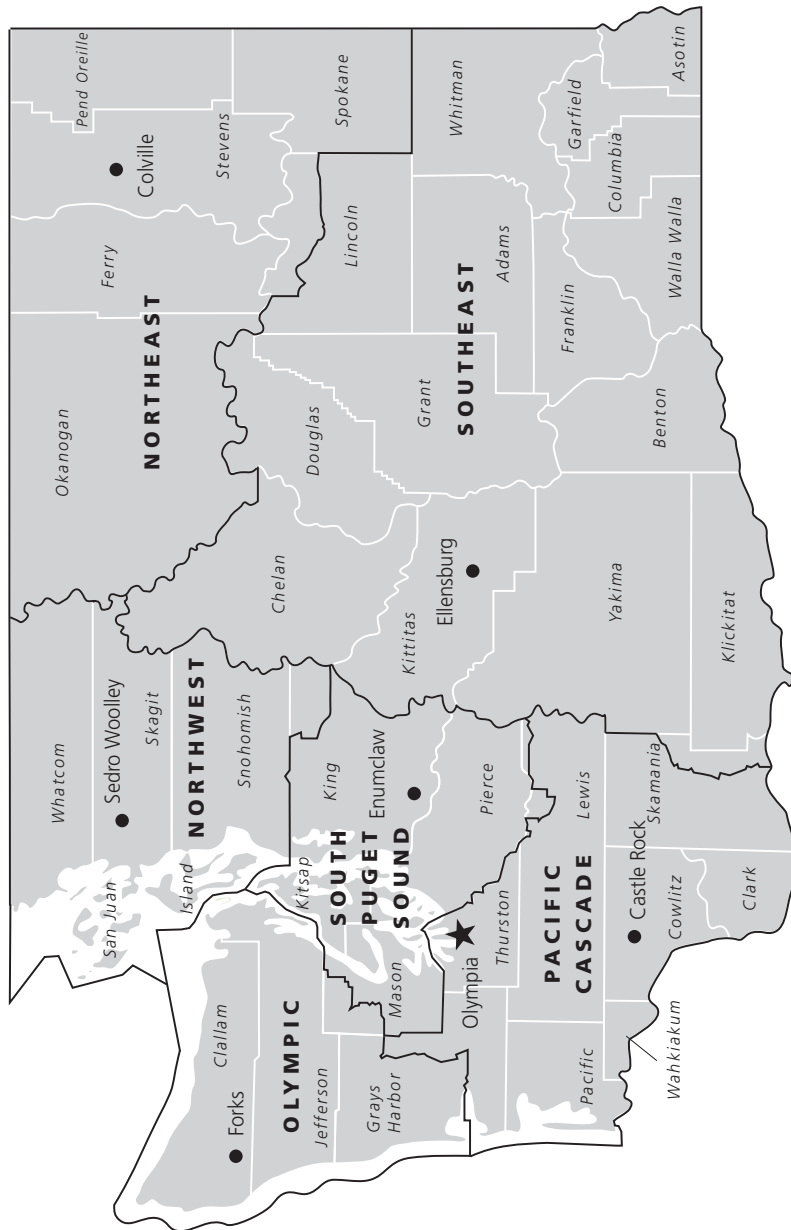 Whatcom
Okanogan
Ferry
Pend Oreille
Colville
Stevens
San Juan
Sedro Woolley
Skagit
NORTHWEST
NORTHEAST
Island
Snohomish
Chelan
Douglas
Lincoln
Spokane
Clallam
Forks
OLYMPIC
Jefferson
Kitsap
King
SOUTH
PUGET
SOUND
Enumclaw
Kittitas
Ellensburg
Grant
SOUTHEAST
Adams
Whitman
Grays
Harbor
Mason
Olympia
Thurston
Pierce
PACIFIC
CASCADE
Lewis
Yakima
Franklin
Garfield
Columbia
Asotin
Pacific
Wahkiakum
Castle Rock
Cowlitz
Skamania
Clark
Klickitat
Benton
Walla Walla